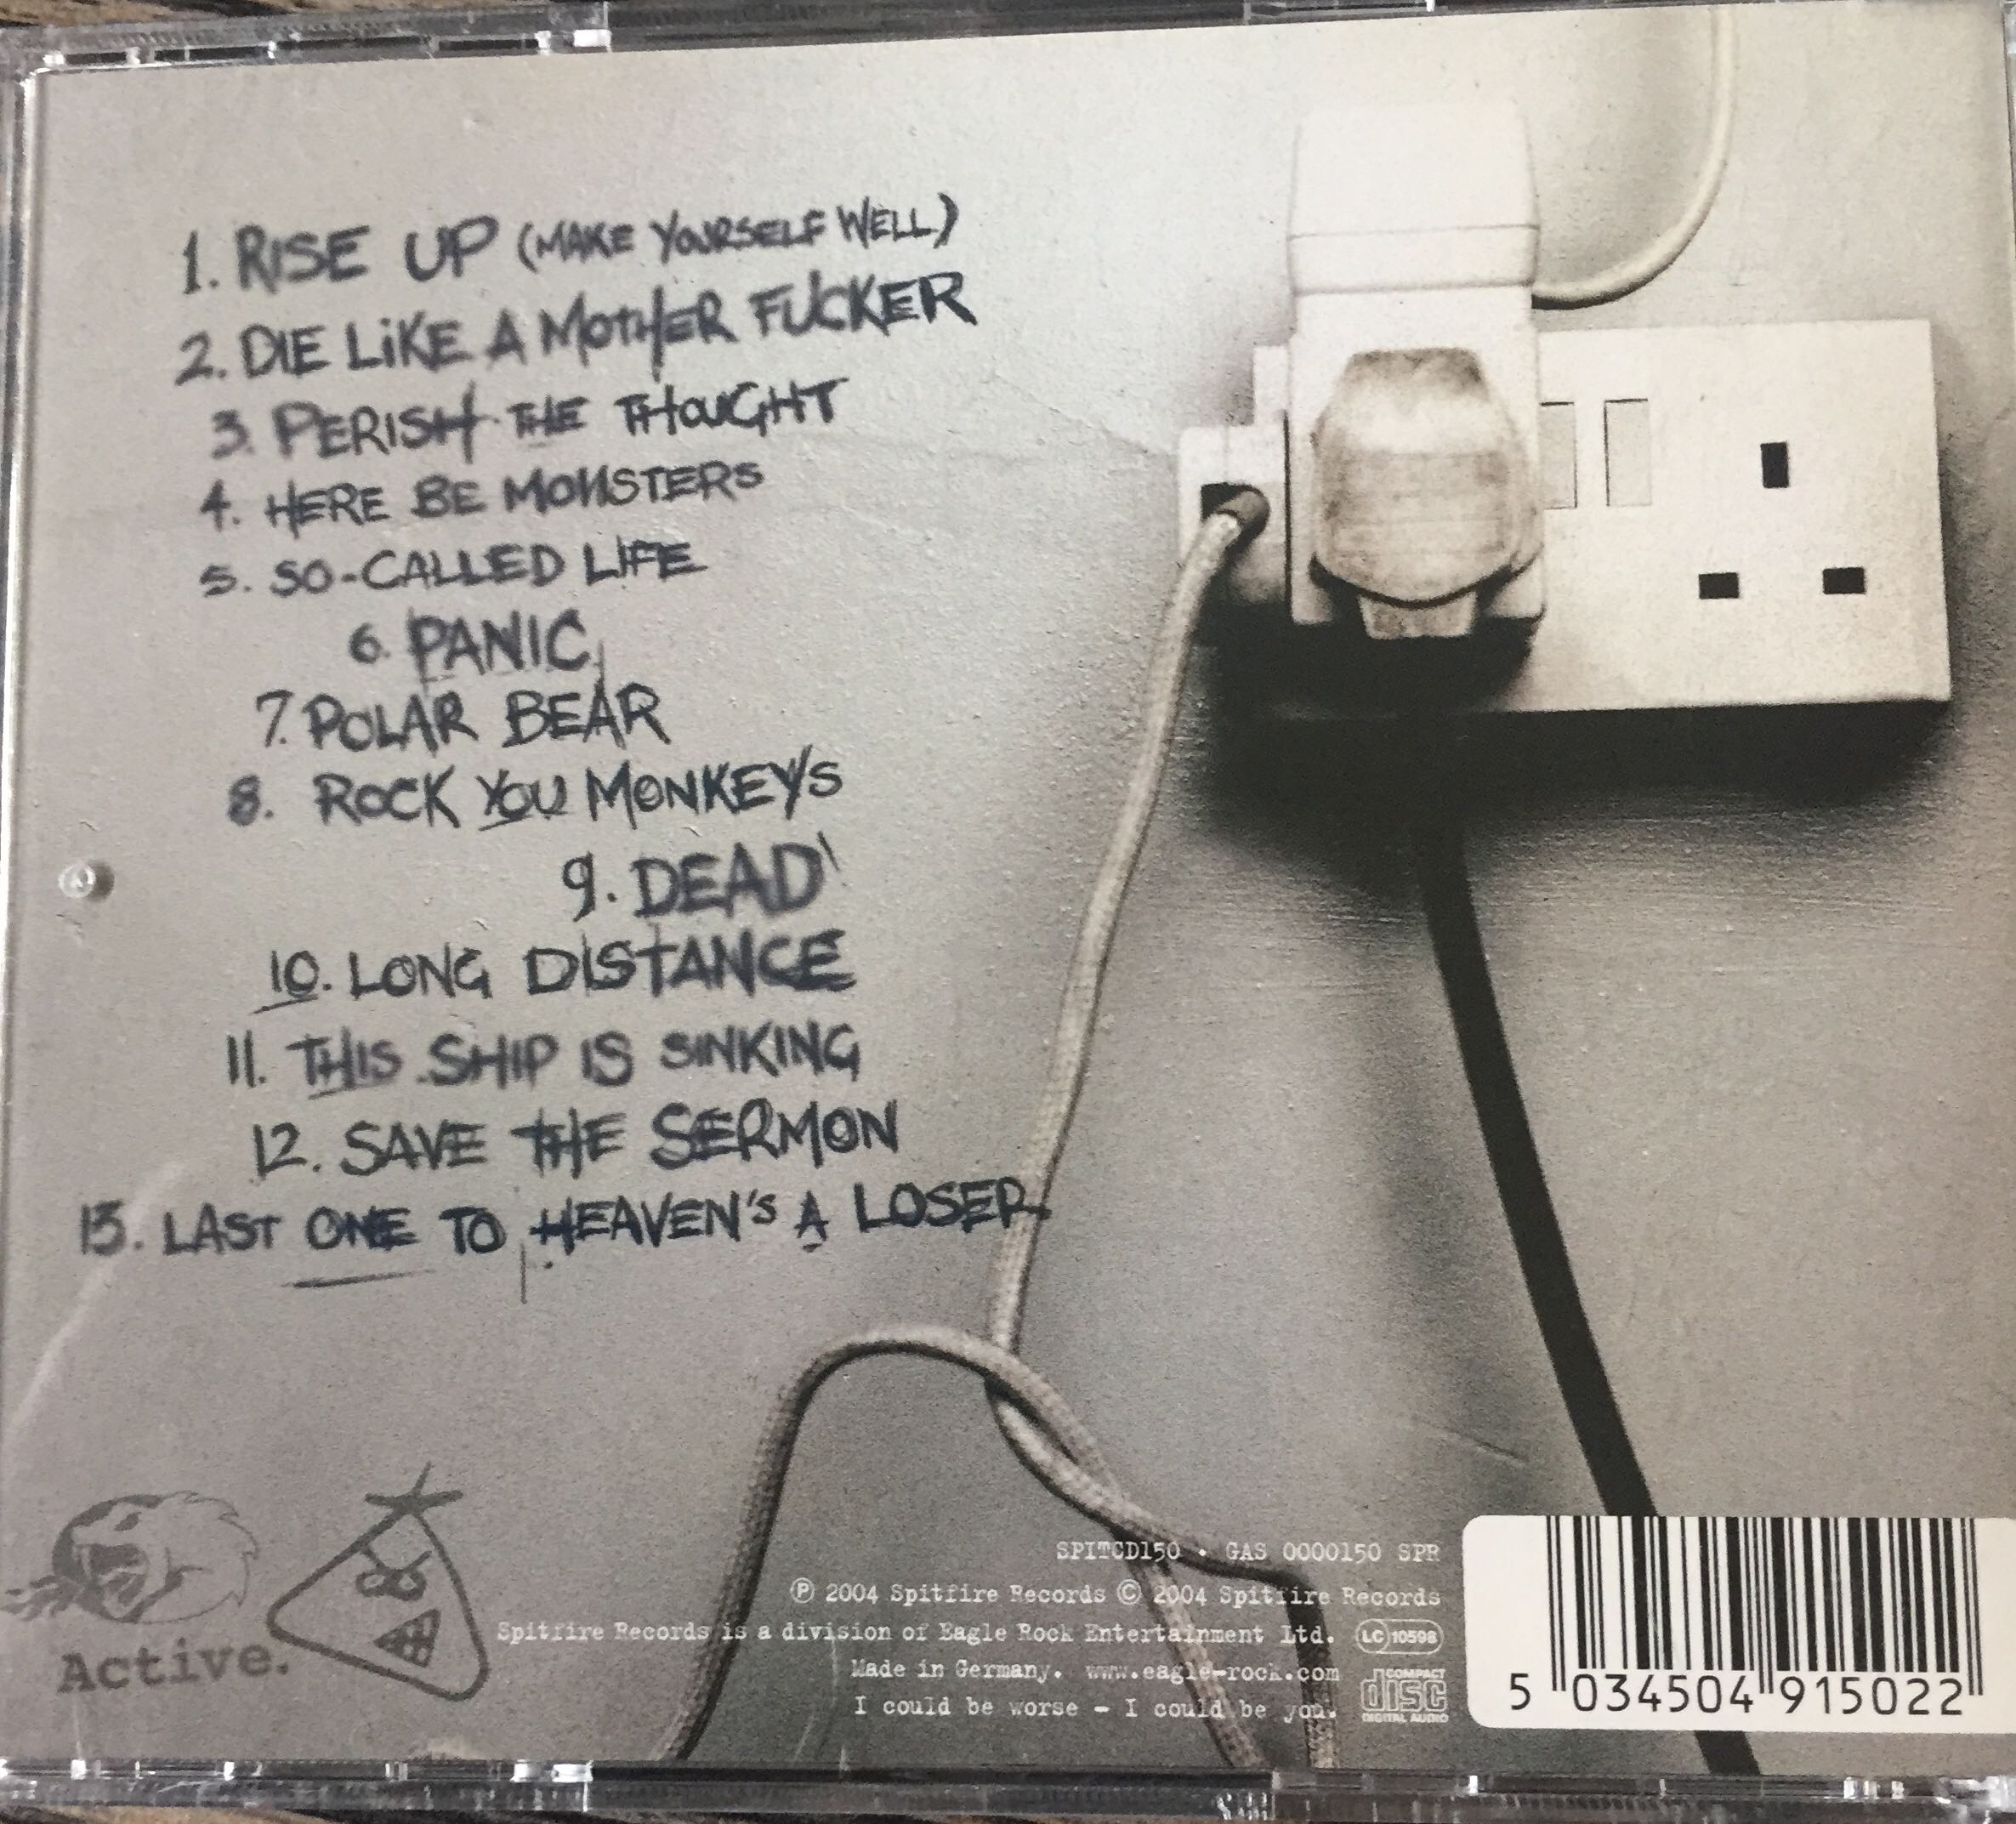 1. RISE UP (MAKE YOURSELF WELL)
2. DIE LiKE A MOTHER FUCKER
3. PERISH THE THOUGHT
4. HERE BE MONSTERS
5. SO-CALLED LIFE
6. PANIC
7. POLAR BEAR
8. ROCK YOU MONKEYS
9. DEAD
10. LONG DISTANCE
11. THIS SHIP IS SINKING
12. SAVE THE SERMON
13. LAST ONE TO HEAVEN'S A LOSER
Active.
SPITCD150 • GAS 0000150 SPR
℗ 2004 Spitfire Records © 2004 Spitfire Records
Spitfire Records is a division of Eagle Rock Entertainment Ltd. LC 10598
Made in Germany. www.eagle-rock.com
I could be worse – I could be you.
COMPACT
disc
DIGITAL AUDIO
5 034504 915022